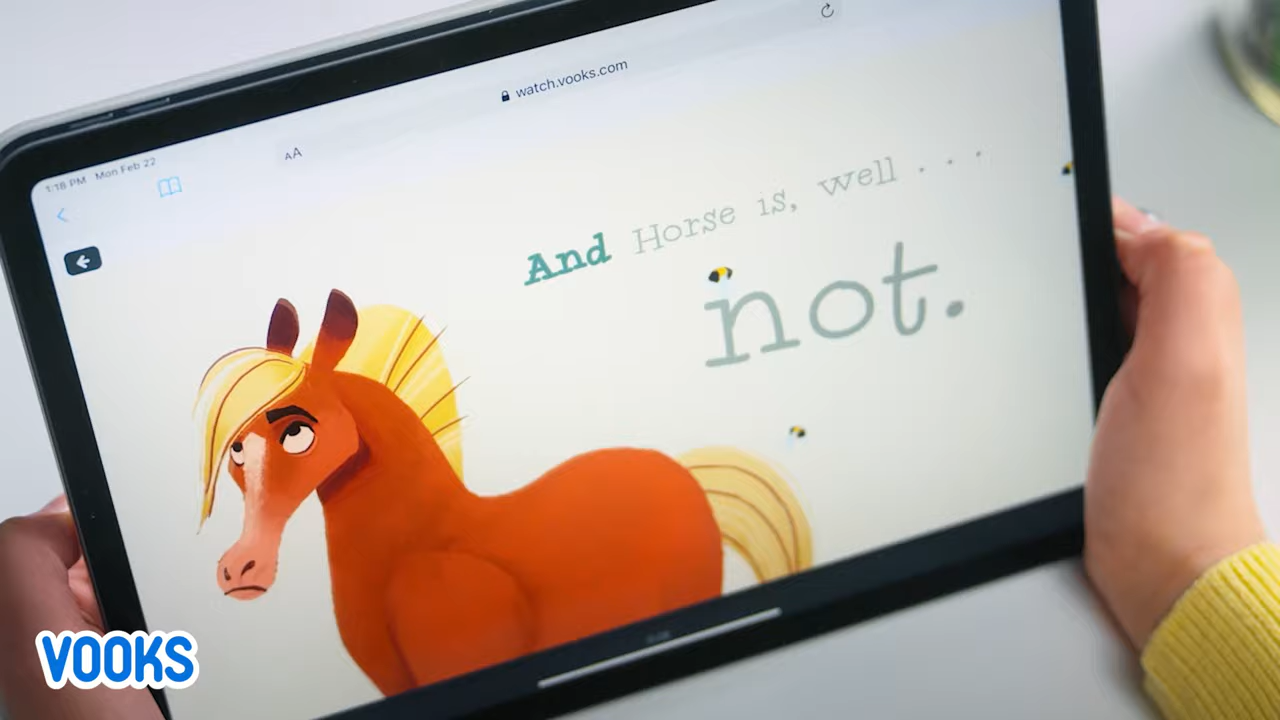 watch.vooks.com
AA
1:18 PM Mon Feb 22
And Horse is, well . . .
not.
VOOKS